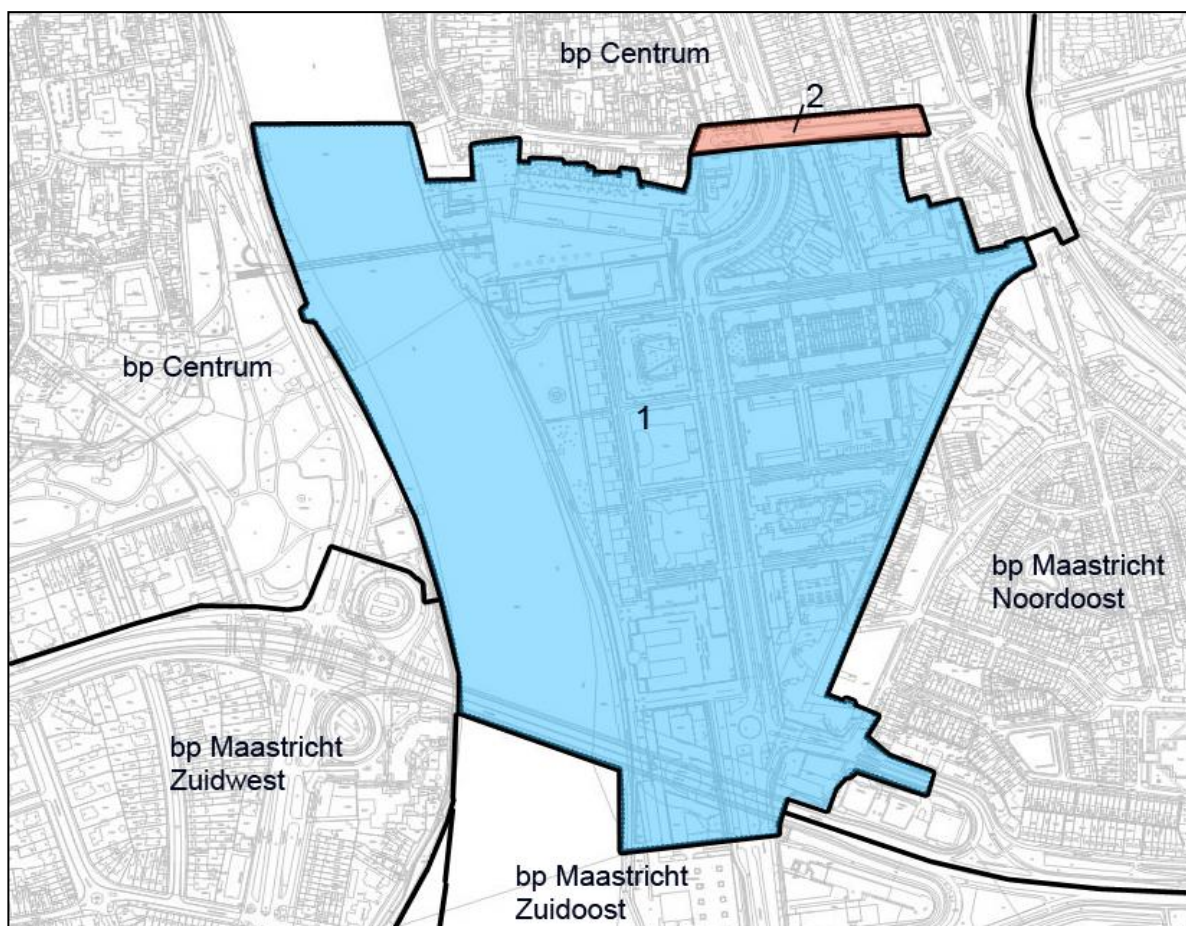 bp Centrum
2
bp Centrum
1
bp Maastricht
Noordoost
bp Maastricht
Zuidwest
bp Maastricht
Zuidoost